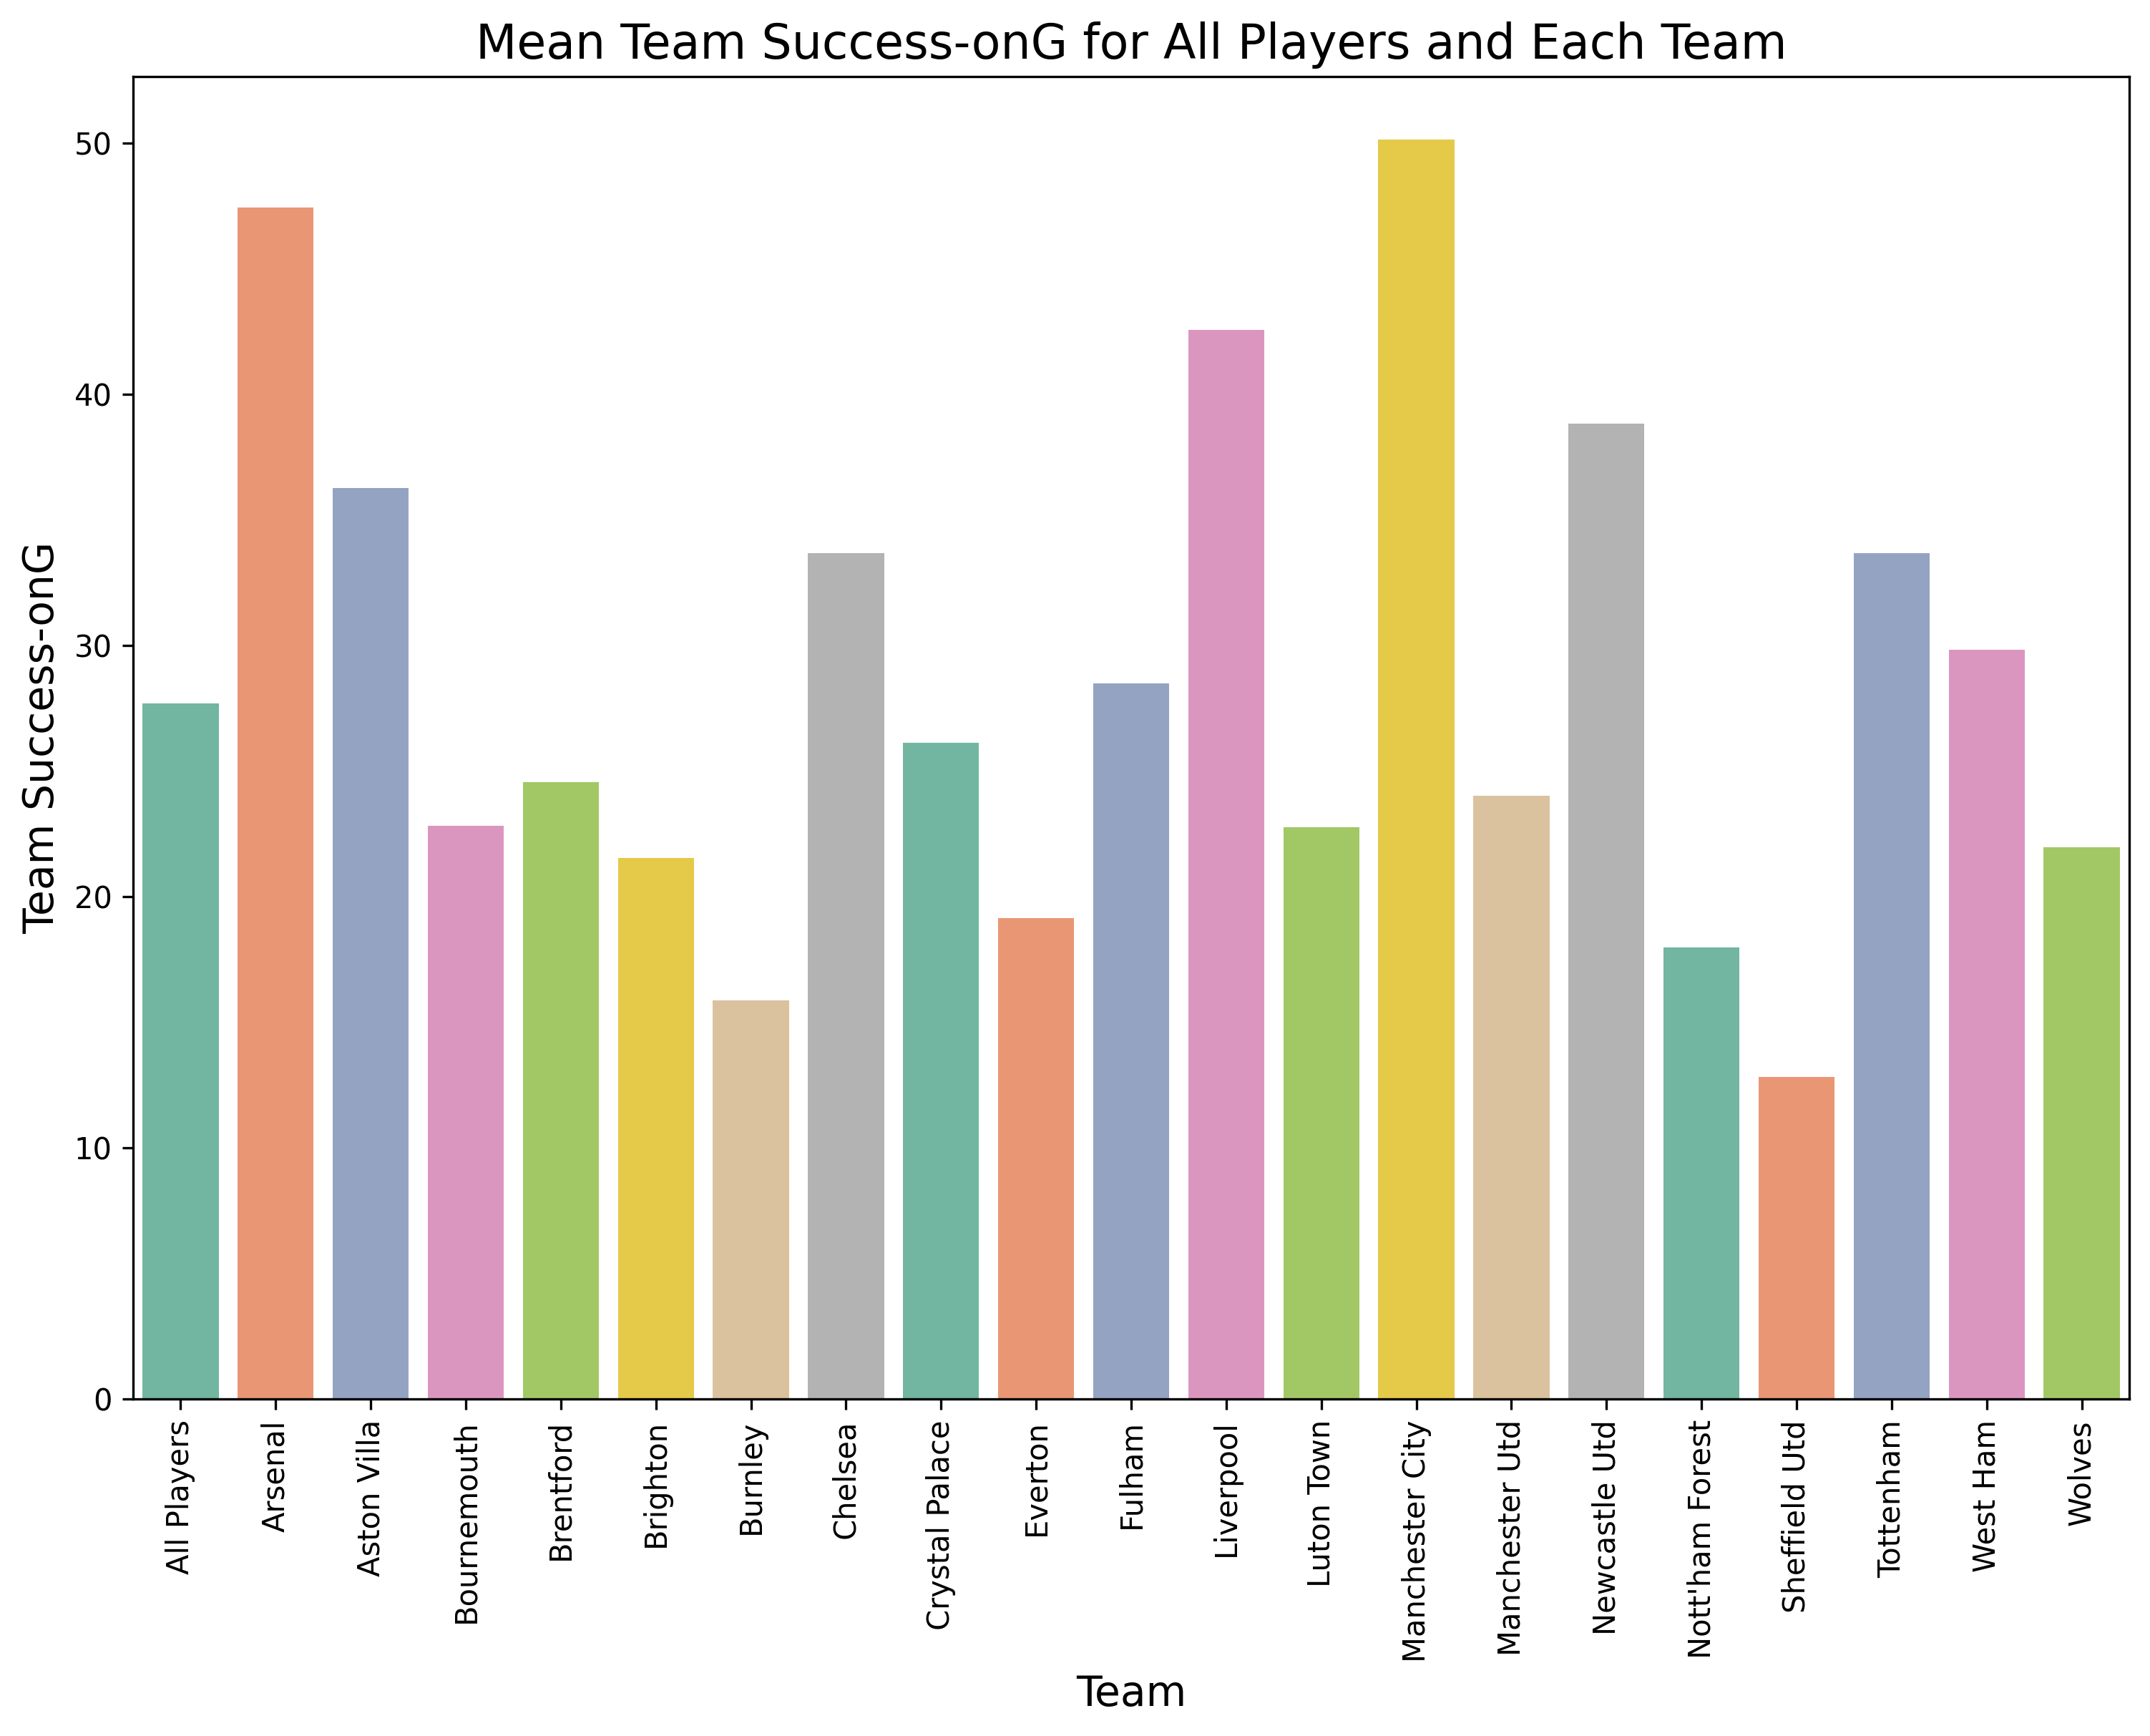 Mean Team Success-onG for All Players and Each Team
Team Success-onG
50
40
30
20
10
0
All Players
Arsenal
Aston Villa
Bournemouth
Brentford
Brighton
Burnley
Chelsea
Crystal Palace
Everton
Fulham
Liverpool
Luton Town
Manchester City
Manchester Utd
Newcastle Utd
Nott'ham Forest
Sheffield Utd
Tottenham
West Ham
Wolves
Team